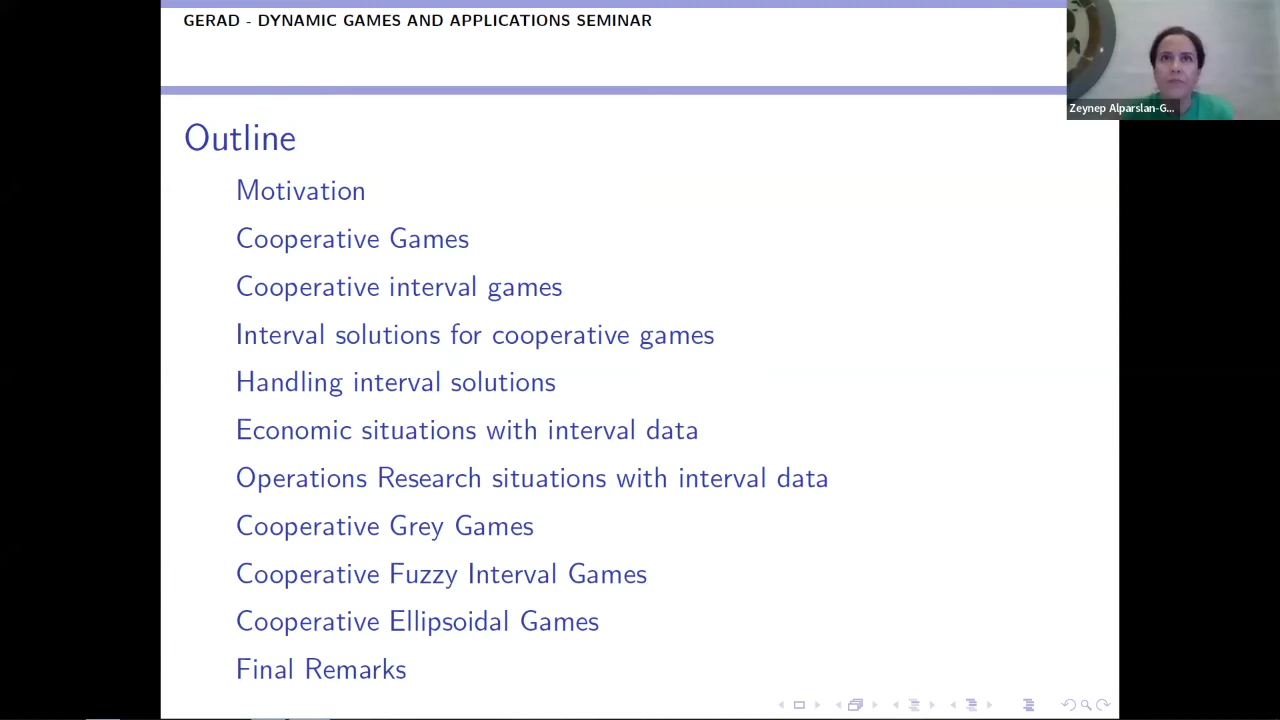 GERAD - DYNAMIC GAMES AND APPLICATIONS SEMINAR
Zeynep Alparslan-G...
Outline
Motivation
Cooperative Games
Cooperative interval games
Interval solutions for cooperative games
Handling interval solutions
Economic situations with interval data
Operations Research situations with interval data
Cooperative Grey Games
Cooperative Fuzzy Interval Games
Cooperative Ellipsoidal Games
Final Remarks